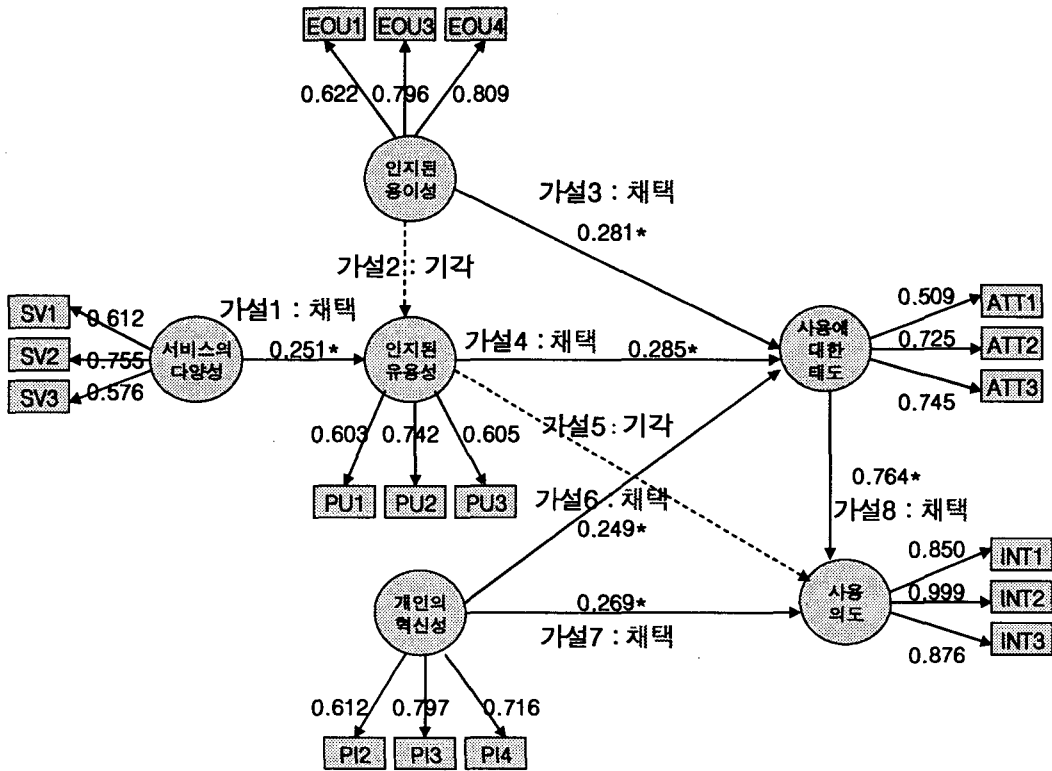 EOU1 EOU3 EOU4
0.622 0.796 0.809
인지된
용이성
가설3 : 채택
0.281*
가설2 : 기각
SV1
SV2
SV3
0.612
0.755
0.576
서비스의
다양성
가설1 : 채택
0.251*
인지된
유용성
가설4 : 채택
0.285*
사용에
대한
태도
0.509
0.725
0.745
ATT1
ATT2
ATT3
0.603 0.742 0.605
PU1 PU2 PU3
가설5 : 기각
가설6 : 채택
0.249*
0.764*
가설8 : 채택
개인의
혁신성
0.269*
가설7 : 채택
사용
의도
0.850
0.999
0.876
INT1
INT2
INT3
0.612 0.797 0.716
PI2 PI3 PI4